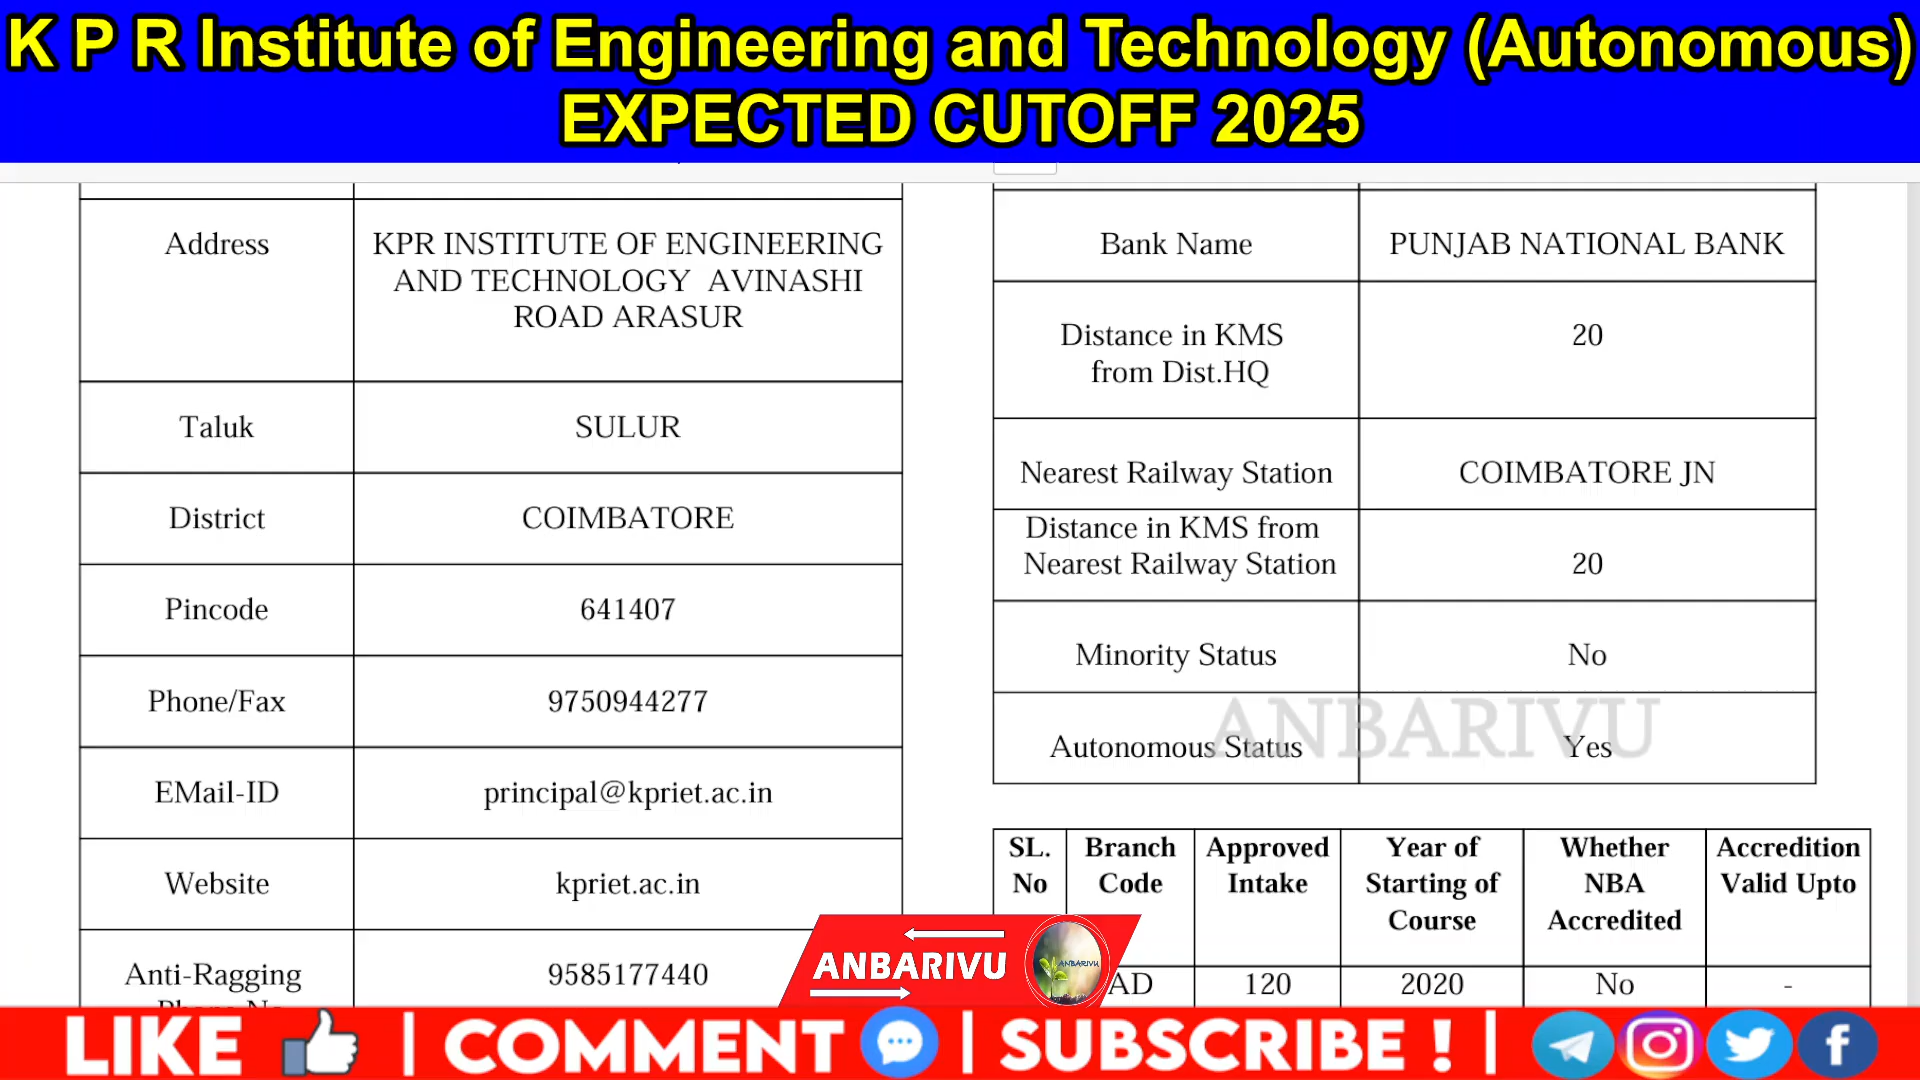 K P R Institute of Engineering and Technology (Autonomous)
EXPECTED CUTOFF 2025
Address
KPR INSTITUTE OF ENGINEERING
AND TECHNOLOGY AVINASHI
ROAD ARASUR
Taluk
SULUR
District
COIMBATORE
Pincode
641407
Phone/Fax
9750944277
EMail-ID
principal@kpriet.ac.in
Website
kpriet.ac.in
Anti-Ragging
9585177440
Bank Name
PUNJAB NATIONAL BANK
Distance in KMS
from Dist.HQ
20
Nearest Railway Station
COIMBATORE JN
Distance in KMS from
Nearest Railway Station
20
Minority Status
No
Autonomous Status
Yes
ANBARIVU
SL. No
Branch Code
Approved Intake
Year of Starting of Course
Whether NBA Accredited
Accredition Valid Upto
AD 120 2020 No -
ANBARIVU
ANBARIVU
LIKE | COMMENT | SUBSCRIBE ! |